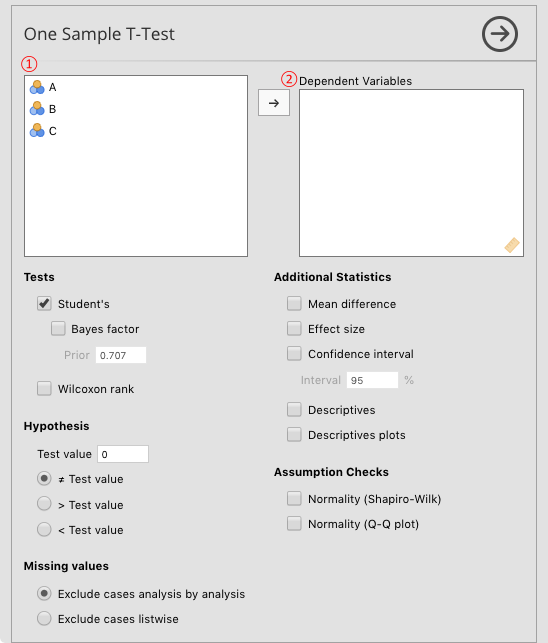 One Sample T-Test
①
② Dependent Variables
A
B
C
Tests
Student's
Bayes factor
Prior 0.707
Wilcoxon rank
Hypothesis
Test value 0
≠ Test value
> Test value
< Test value
Missing values
Exclude cases analysis by analysis
Exclude cases listwise
Additional Statistics
Mean difference
Effect size
Confidence interval
Interval 95 %
Descriptives
Descriptives plots
Assumption Checks
Normality (Shapiro-Wilk)
Normality (Q-Q plot)